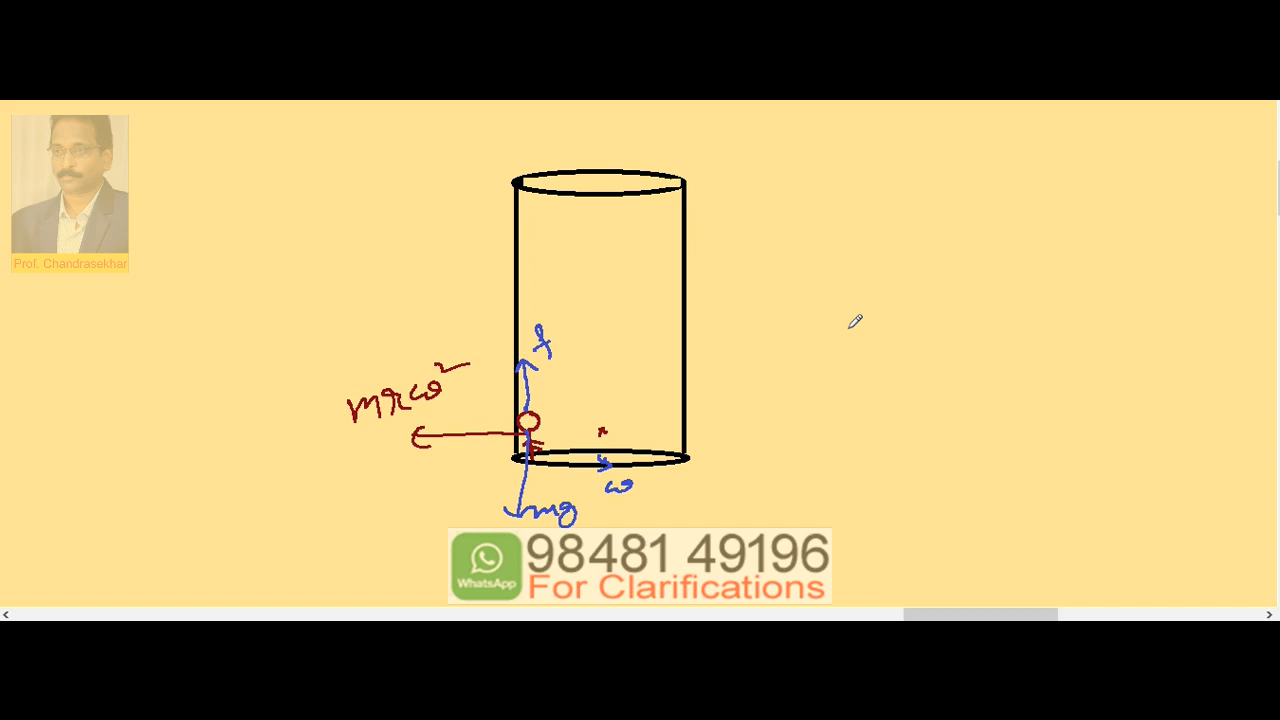 Prof. Chandrasekhar
f
mrω²
ω
mg
98481 49196
WhatsApp
For Clarifications